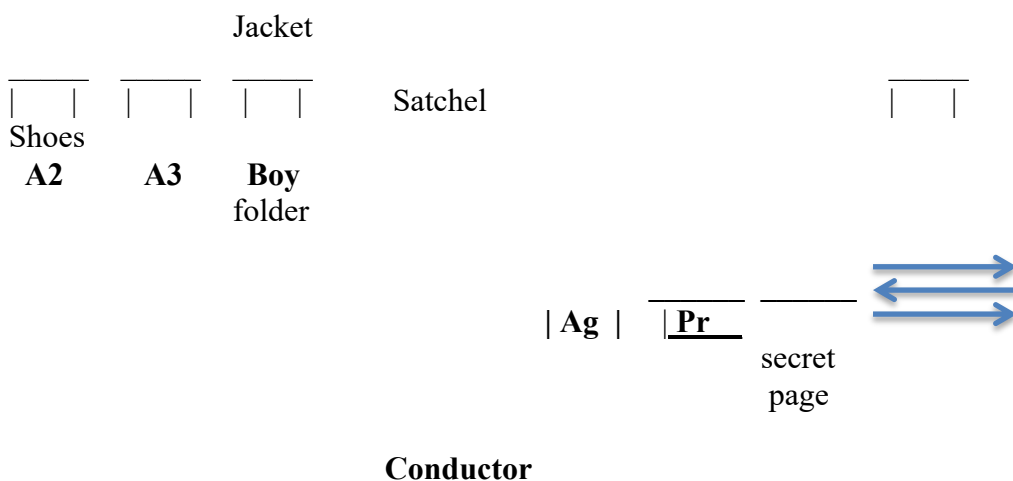 Jacket
Satchel
Shoes
A2 A3 Boy
folder
| Ag | | Pr
secret
page
Conductor